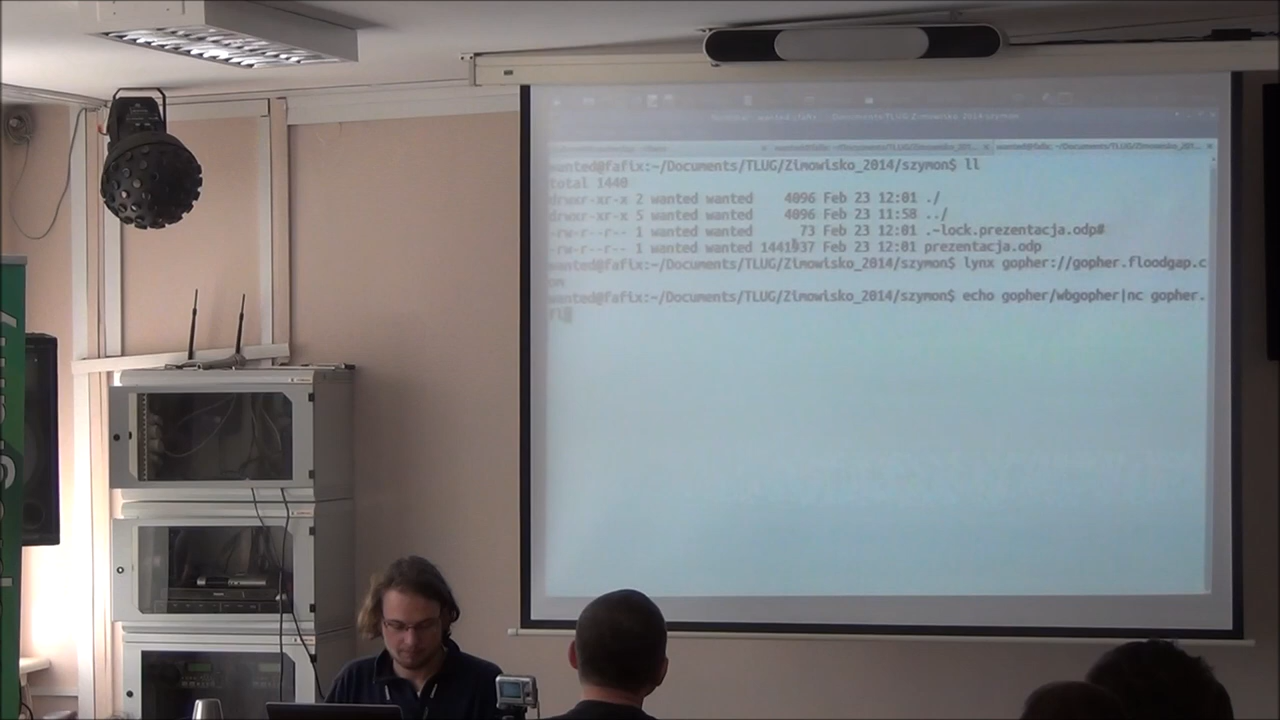 wanted@fafix:~/Documents/TLUG/Zimowisko_2014/szymon$ ll
total 1440
drwxr-xr-x 2 wanted wanted 4096 Feb 23 12:01 ./
drwxr-xr-x 5 wanted wanted 4096 Feb 23 11:58 ../
-rw-r--r-- 1 wanted wanted 73 Feb 23 12:01 .~lock.prezentacja.odp#
-rw-r--r-- 1 wanted wanted 1441937 Feb 23 12:01 prezentacja.odp
wanted@fafix:~/Documents/TLUG/Zimowisko_2014/szymon$ lynx gopher://gopher.floodgap.c
om
wanted@fafix:~/Documents/TLUG/Zimowisko_2014/szymon$ echo gopher/wbgopher|nc gopher.
fl